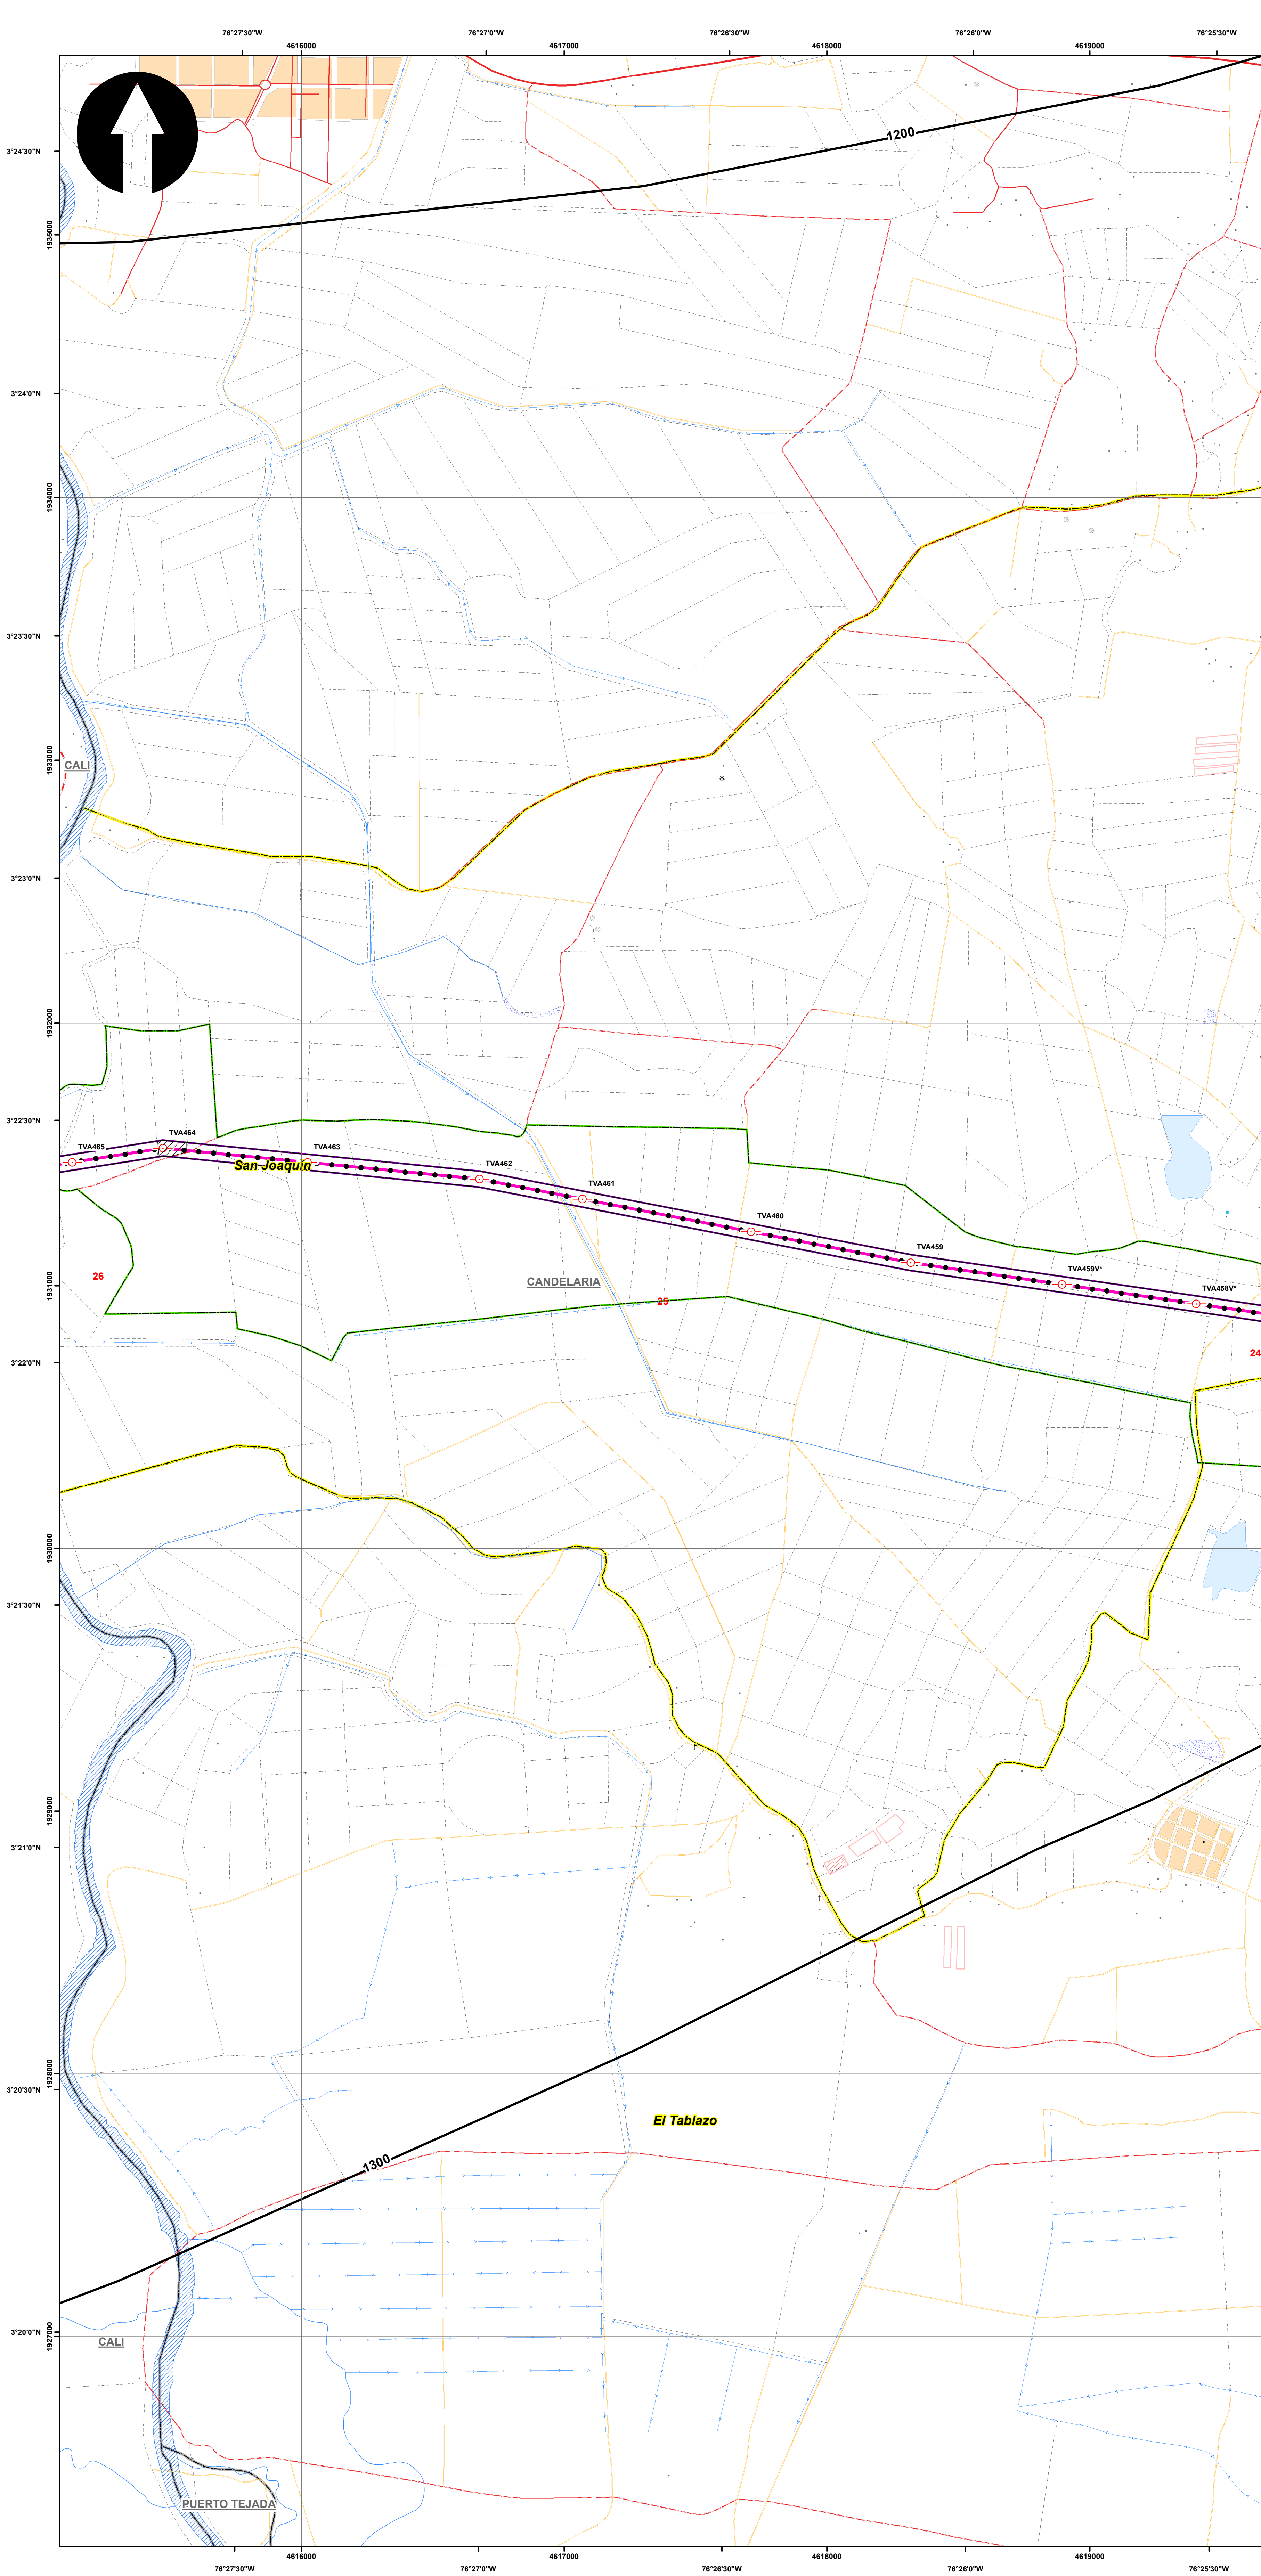 76°27'30"W
4616000
76°27'0"W
4617000
76°26'30"W
4618000
76°26'0"W
4619000
76°25'30"W
1200
3°24'30"N
1935000
3°24'0"N
1934000
3°23'30"N
1933000
CALI
3°23'0"N
1932000
3°22'30"N
TVA465
TVA464
TVA463
San Joaquín
TVA462
TVA461
TVA460
TVA459
TVA459V*
TVA458V*
26
1931000
CANDELARIA
25
24
3°22'0"N
1930000
3°21'30"N
1929000
3°21'0"N
1928000
3°20'30"N
El Tablazo
1300
3°20'0"N
1927000
CALI
PUERTO TEJADA
76°27'30"W
4616000
76°27'0"W
4617000
76°26'30"W
4618000
76°26'0"W
4619000
76°25'30"W